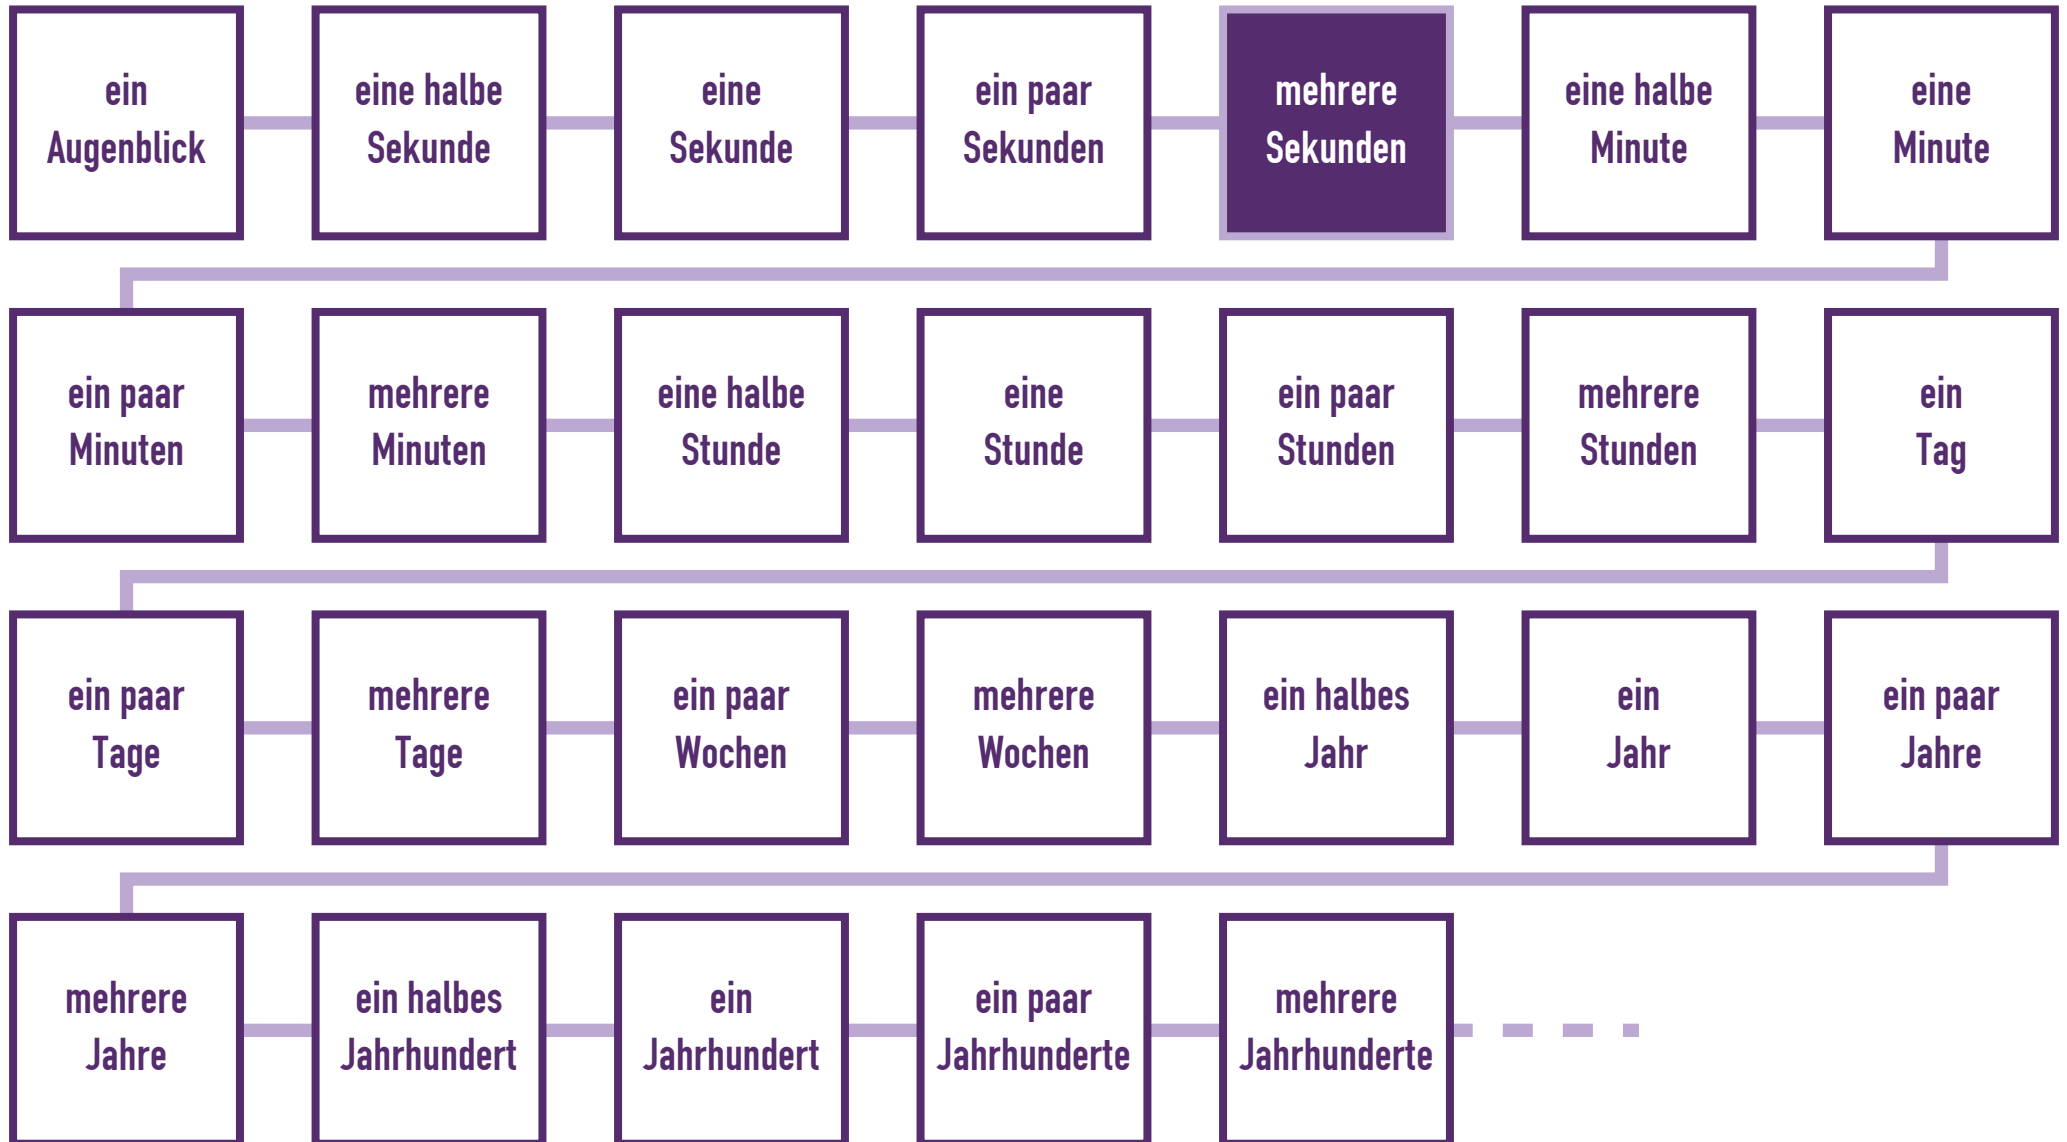 ein
Augenblick
eine halbe
Sekunde
eine
Sekunde
ein paar
Sekunden
mehrere
Sekunden
eine halbe
Minute
eine
Minute
ein paar
Minuten
mehrere
Minuten
eine halbe
Stunde
eine
Stunde
ein paar
Stunden
mehrere
Stunden
ein
Tag
ein paar
Tage
mehrere
Tage
ein paar
Wochen
mehrere
Wochen
ein halbes
Jahr
ein
Jahr
ein paar
Jahre
mehrere
Jahre
ein halbes
Jahrhundert
ein
Jahrhundert
ein paar
Jahrhunderte
mehrere
Jahrhunderte